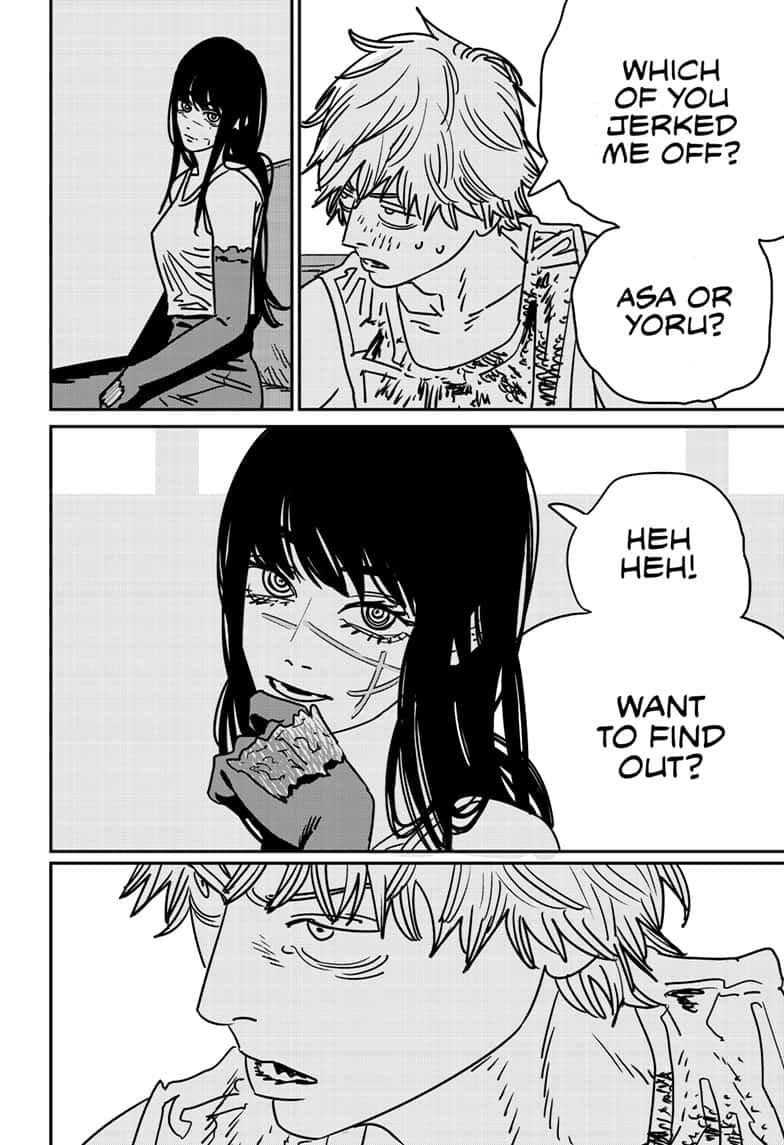 WHICH
OF YOU
JERKED
ME OFF?
ASA OR
YORU?
HEH
HEH!
WANT
TO FIND
OUT?